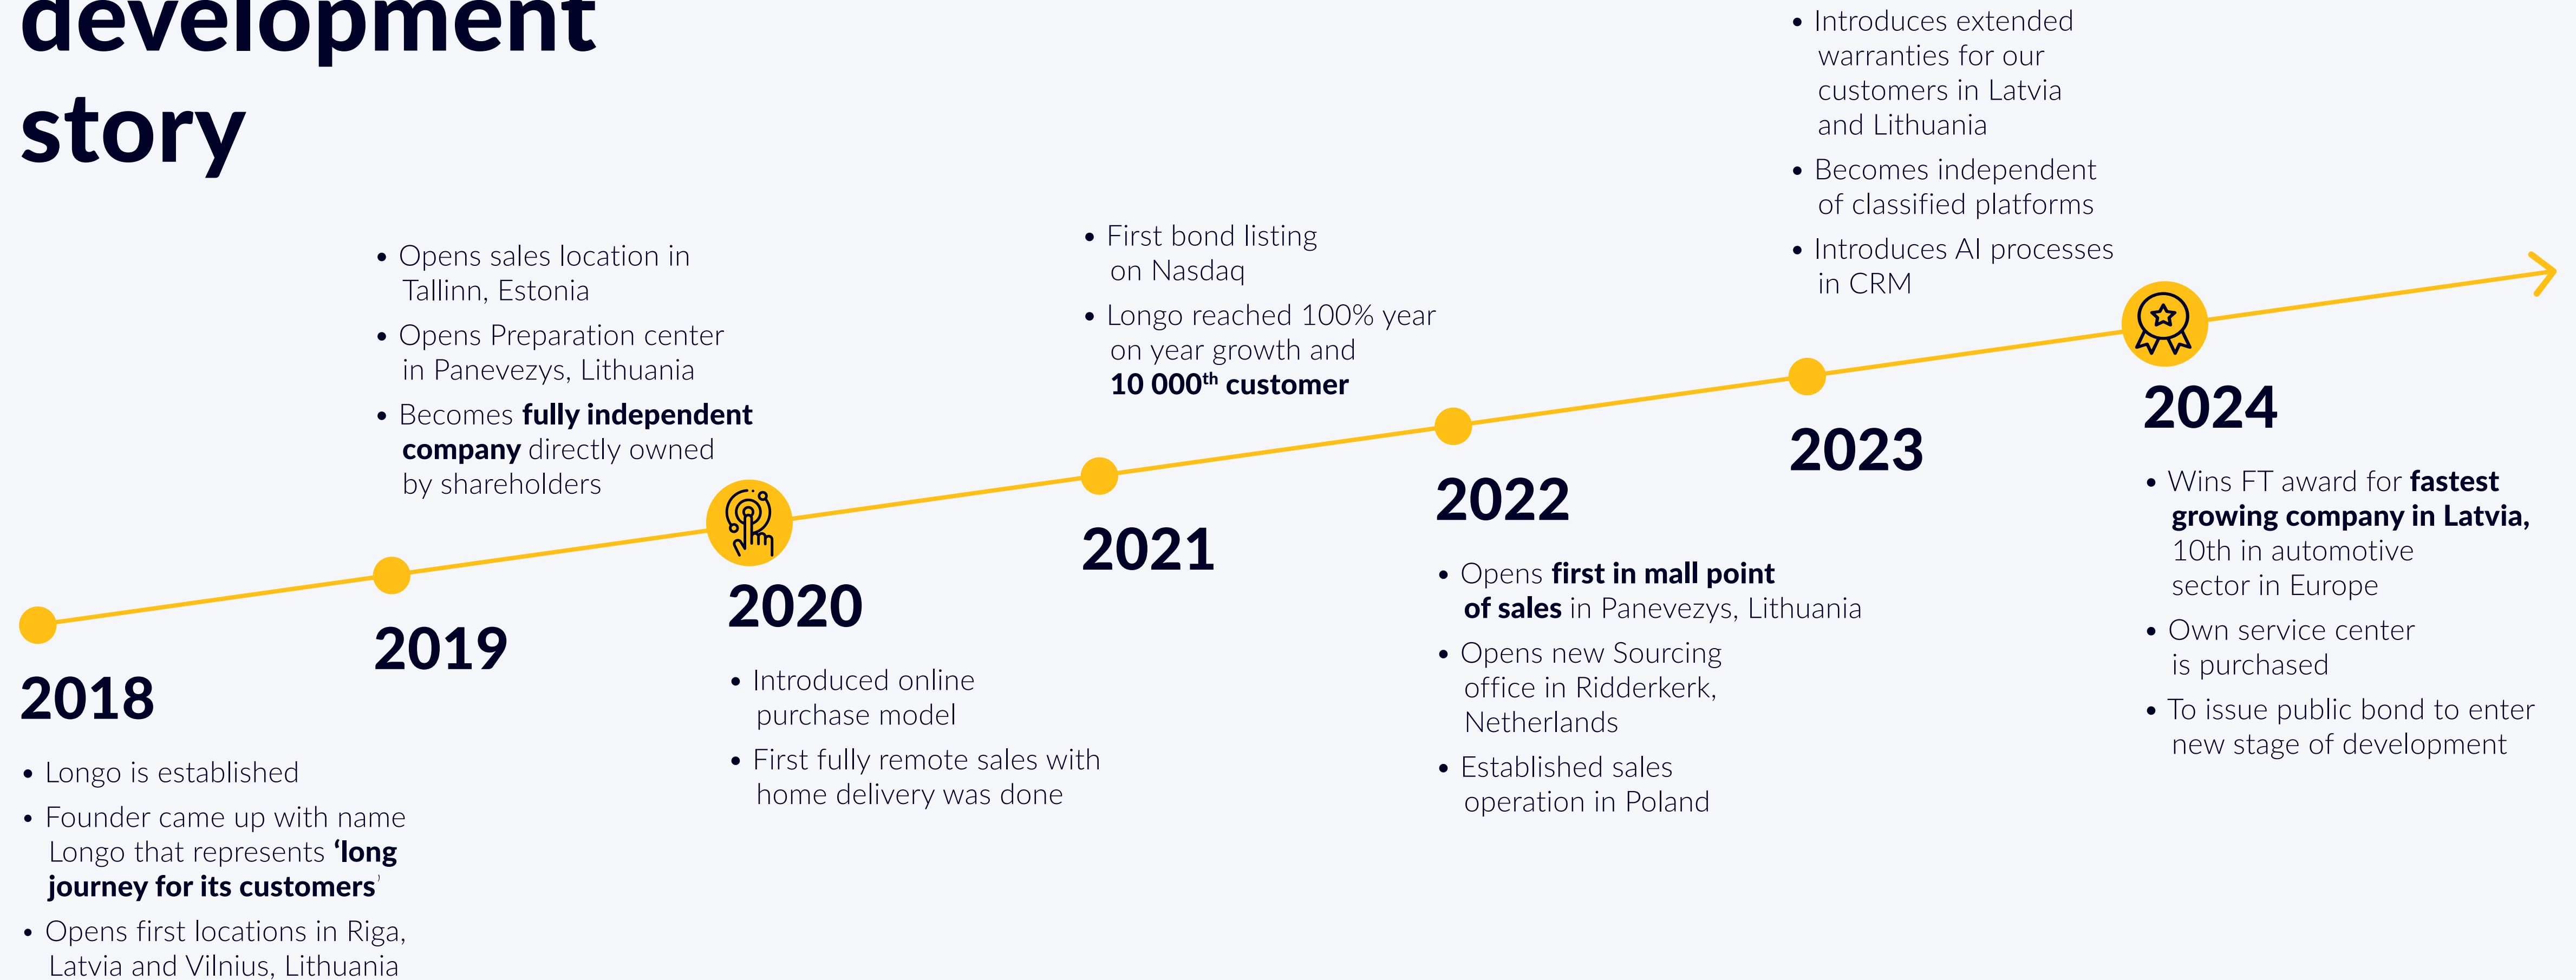 development
story
2018
• Longo is established
• Founder came up with name
Longo that represents ‘long
journey for its customers’
• Opens first locations in Riga,
Latvia and Vilnius, Lithuania
• Opens sales location in
Tallinn, Estonia
• Opens Preparation center
in Panevezys, Lithuania
• Becomes fully independent
company directly owned
by shareholders
2019
2020
• Introduced online
purchase model
• First fully remote sales with
home delivery was done
• First bond listing
on Nasdaq
• Longo reached 100% year
on year growth and
10 000th customer
2021
2022
• Opens first in mall point
of sales in Panevezys, Lithuania
• Opens new Sourcing
office in Ridderkerk,
Netherlands
• Established sales
operation in Poland
• Introduces extended
warranties for our
customers in Latvia
and Lithuania
• Becomes independent
of classified platforms
• Introduces AI processes
in CRM
2023
2024
• Wins FT award for fastest
growing company in Latvia,
10th in automotive
sector in Europe
• Own service center
is purchased
• To issue public bond to enter
new stage of development